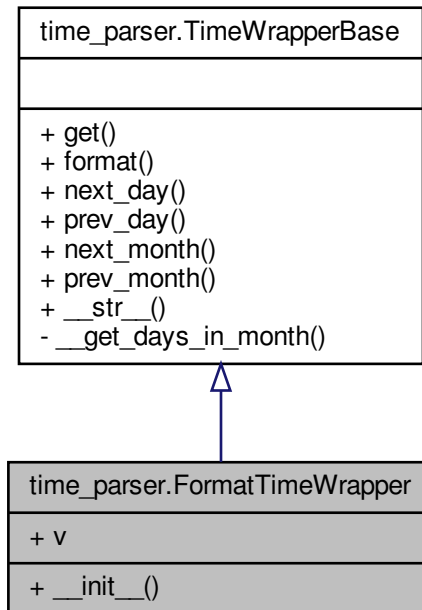 time_parser.TimeWrapperBase
+ get()
+ format()
+ next_day()
+ prev_day()
+ next_month()
+ prev_month()
+ __str__()
- __get_days_in_month()
time_parser.FormatTimeWrapper
+ v
+ __init__()